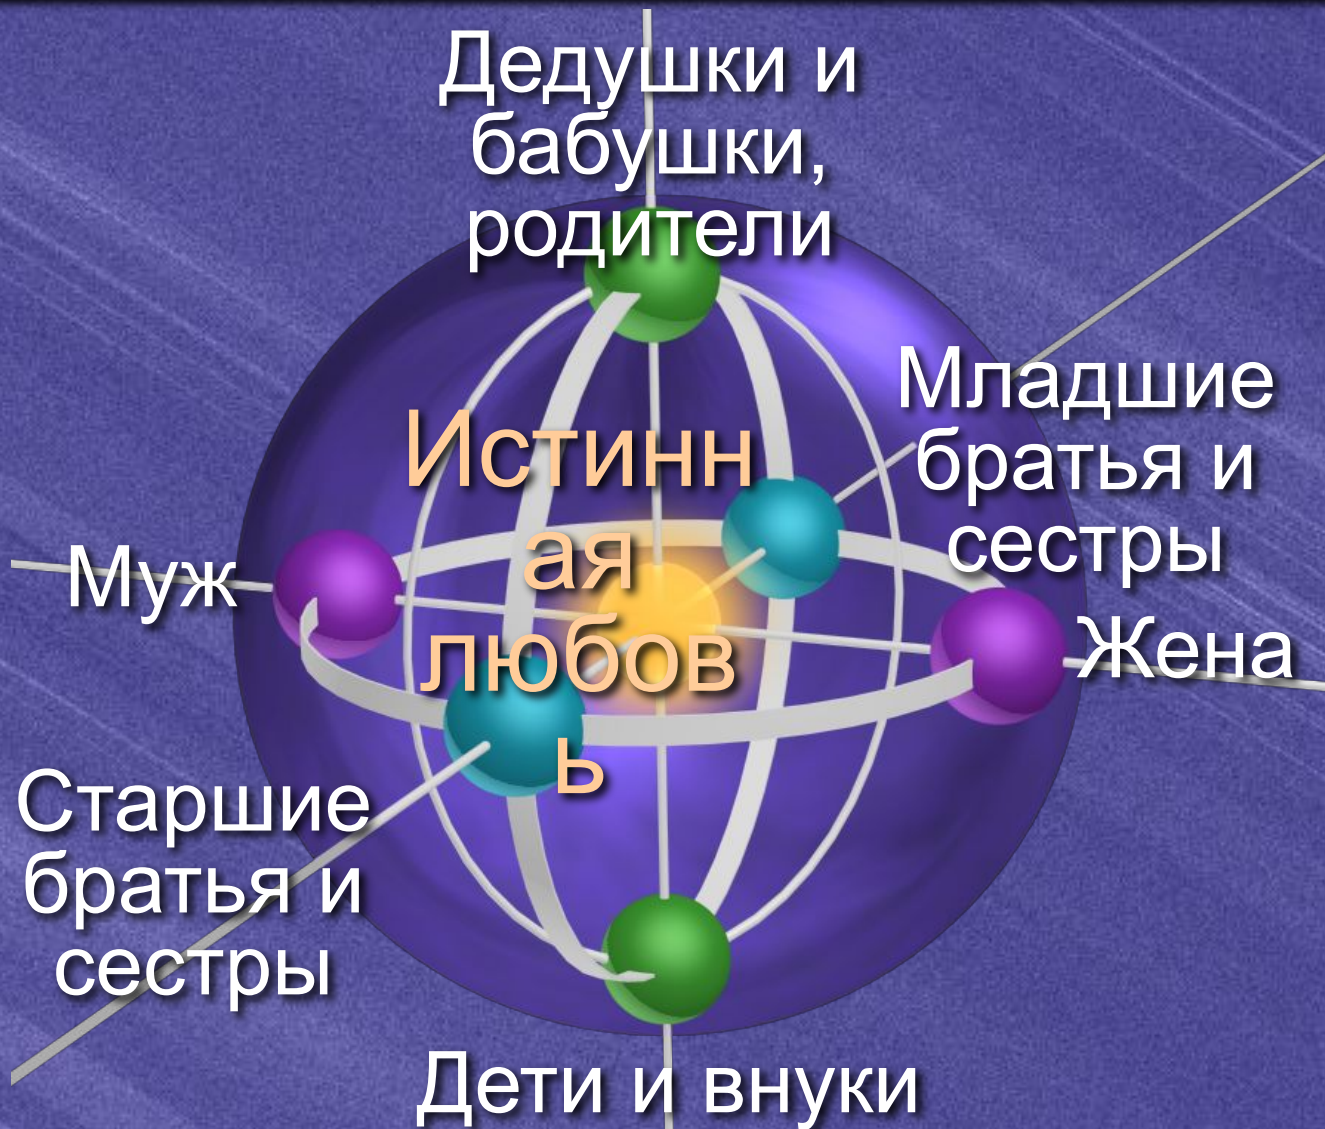 Дедушки и
бабушки,
родители
Младшие
братья и
сестры
Истинн
ая
любов
ь
Муж
Жена
Старшие
братья и
сестры
Дети и внуки